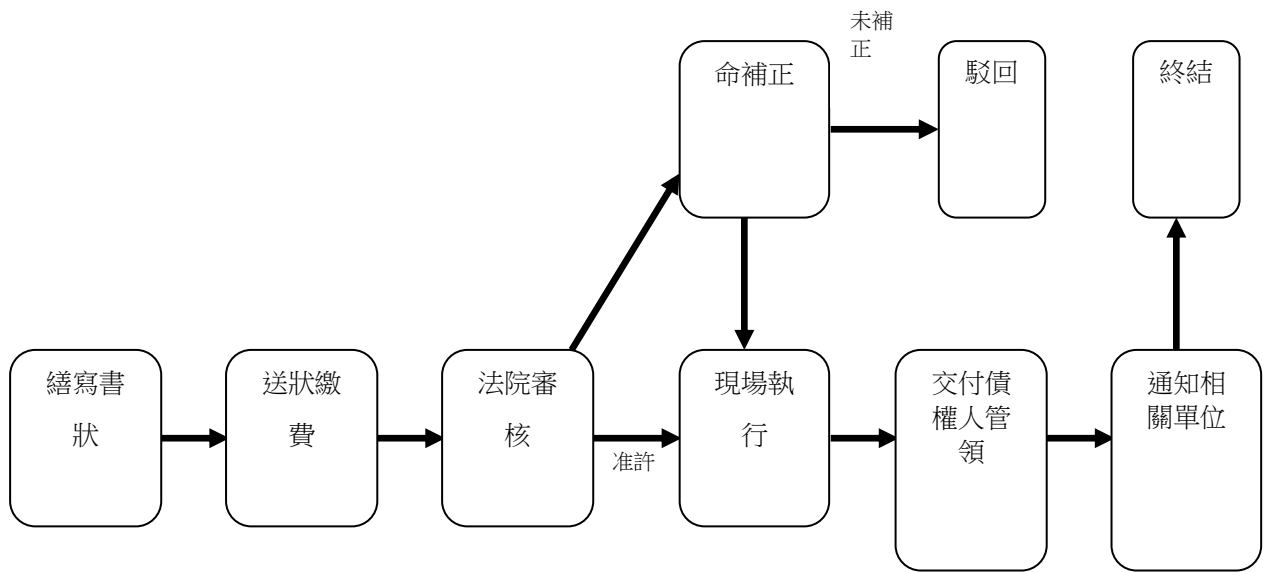 未補
正
命補正
駁回
終結
繕寫書
狀
送狀繳
費
法院審
核
准許
現場執
行
交付債
權人管
領
通知相
關單位